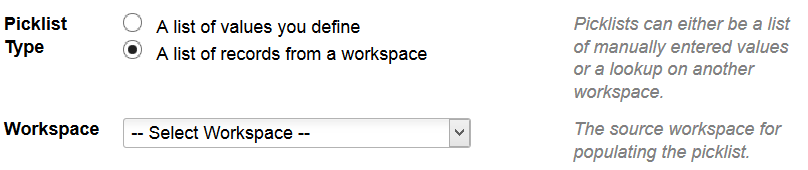 Picklist Type
A list of values you define
A list of records from a workspace
Picklists can either be a list
of manually entered values
or a lookup on another
workspace.
Workspace
-- Select Workspace --
The source workspace for
populating the picklist.